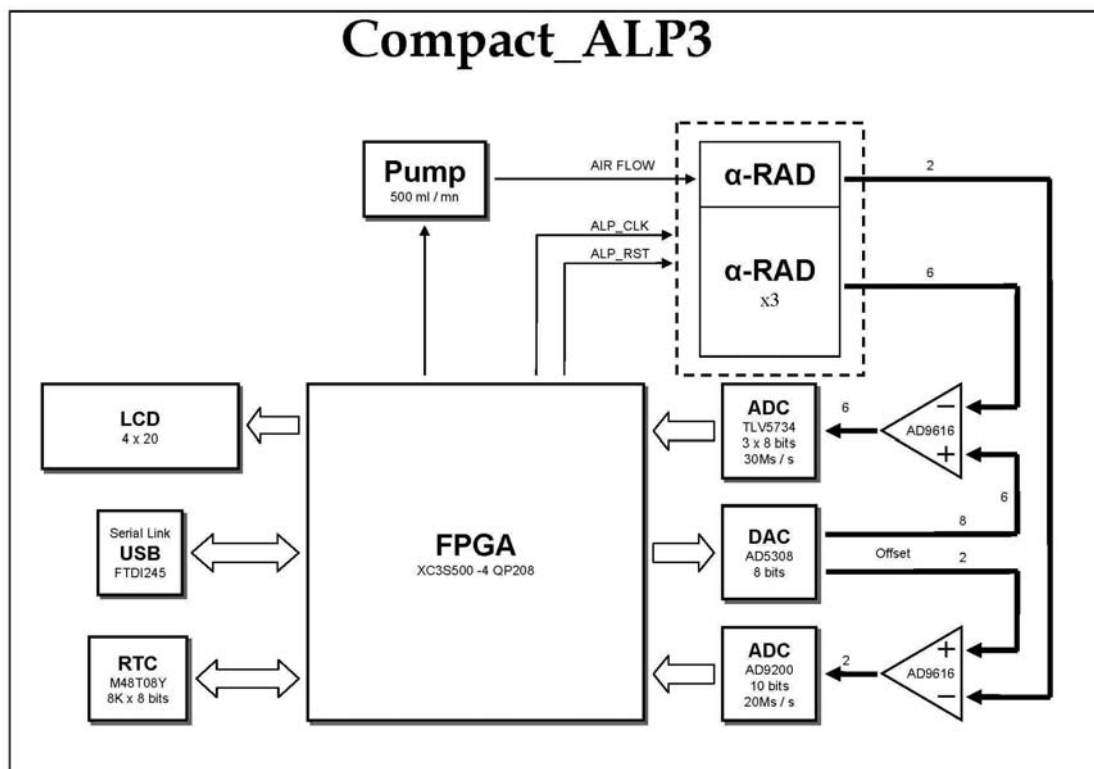 Compact_ALP3
Pump
500 ml / mn
AIR FLOW
α-RAD
2
ALP_CLK
ALP_RST
α-RAD
x3
6
LCD
4 x 20
Serial Link
USB
FTDI245
RTC
M48T08Y
8K x 8 bits
FPGA
XC3S500 -4 QP208
ADC
TLV5734
3 x 8 bits
30Ms / s
6
−
AD9616
+
6
DAC
AD5308
8 bits
8
Offset
2
ADC
AD9200
10 bits
20Ms / s
2
+
AD9616
−